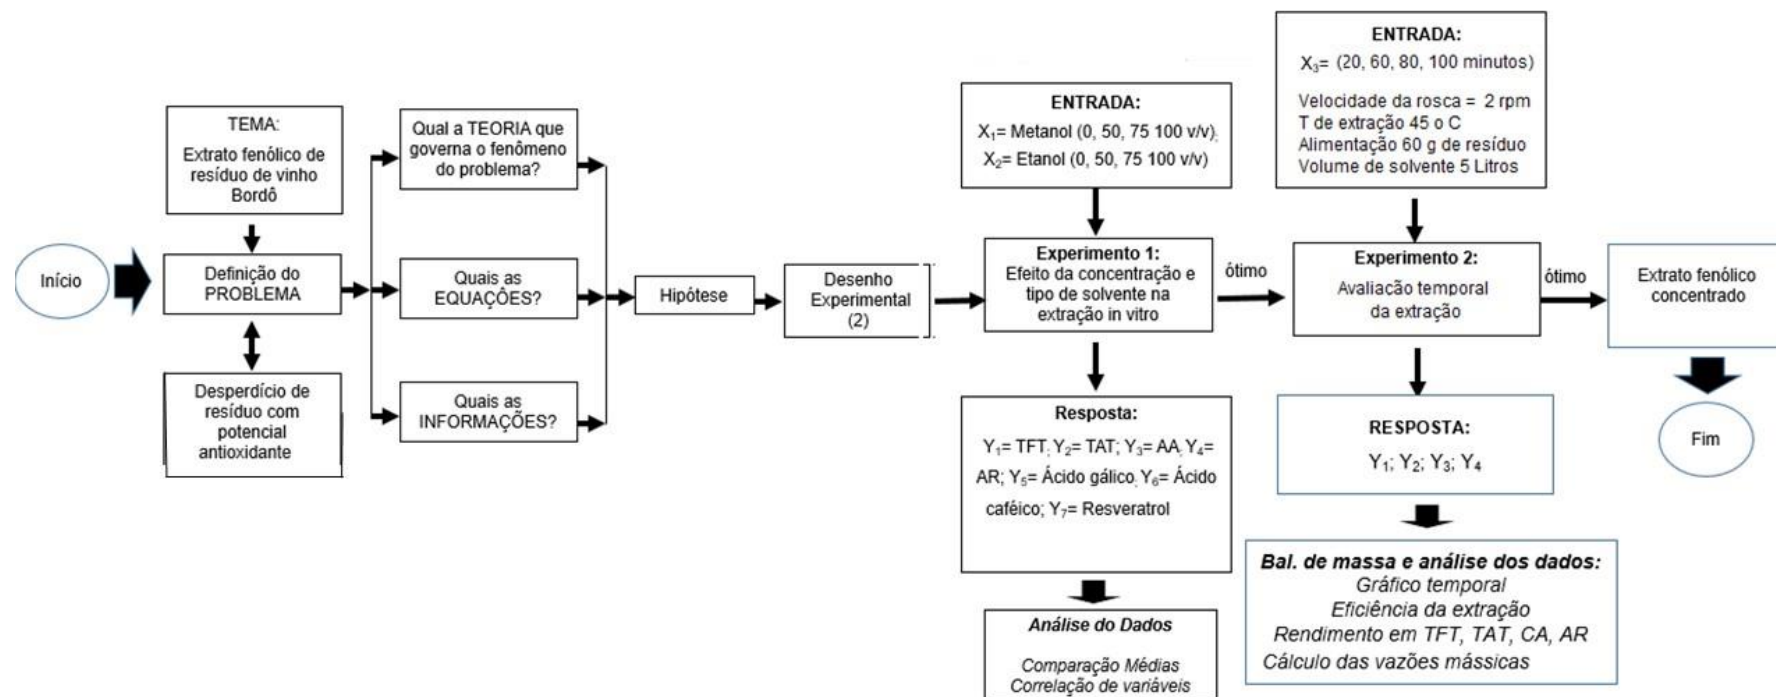 Início
TEMA:
Extrato fenólico de
resíduo de vinho
Bordô
Definição do
PROBLEMA
Desperdício de
resíduo com
potencial
antioxidante
Qual a TEORIA que
governa o fenômeno
do problema?
Quais as
EQUAÇÔES?
Quais as
INFORMAÇÕES?
Hipótese
Desenho
Experimental
(2)
ENTRADA:
X₁= Metanol (0, 50, 75 100 v/v).
X₂= Etanol (0, 50, 75 100 v/v)
Experimento 1:
Efeito da concentração e
tipo de solvente na
extração in vitro
Resposta:
Y₁= TFT; Y₂= TAT; Y₃= AA; Y₄=
AR; Y₅= Ácido gálico; Y₆= Ácido
caféico; Y₇= Resveratrol
Análise do Dados
Comparação Médias
Correlação de variáveis
ótimo
ENTRADA:
X₃= (20, 60, 80, 100 minutos)
Velocidade da rosca = 2 rpm
T de extração 45 o C
Alimentação 60 g de resíduo
Volume de solvente 5 Litros
Experimento 2:
Avaliação temporal
da extração
RESPOSTA:
Y₁; Y₂; Y₃; Y₄
Bal. de massa e análise dos dados:
Gráfico temporal
Eficiência da extração
Rendimento em TFT, TAT, CA, AR
Cálculo das vazões mássicas
ótimo
Extrato fenólico
concentrado
Fim